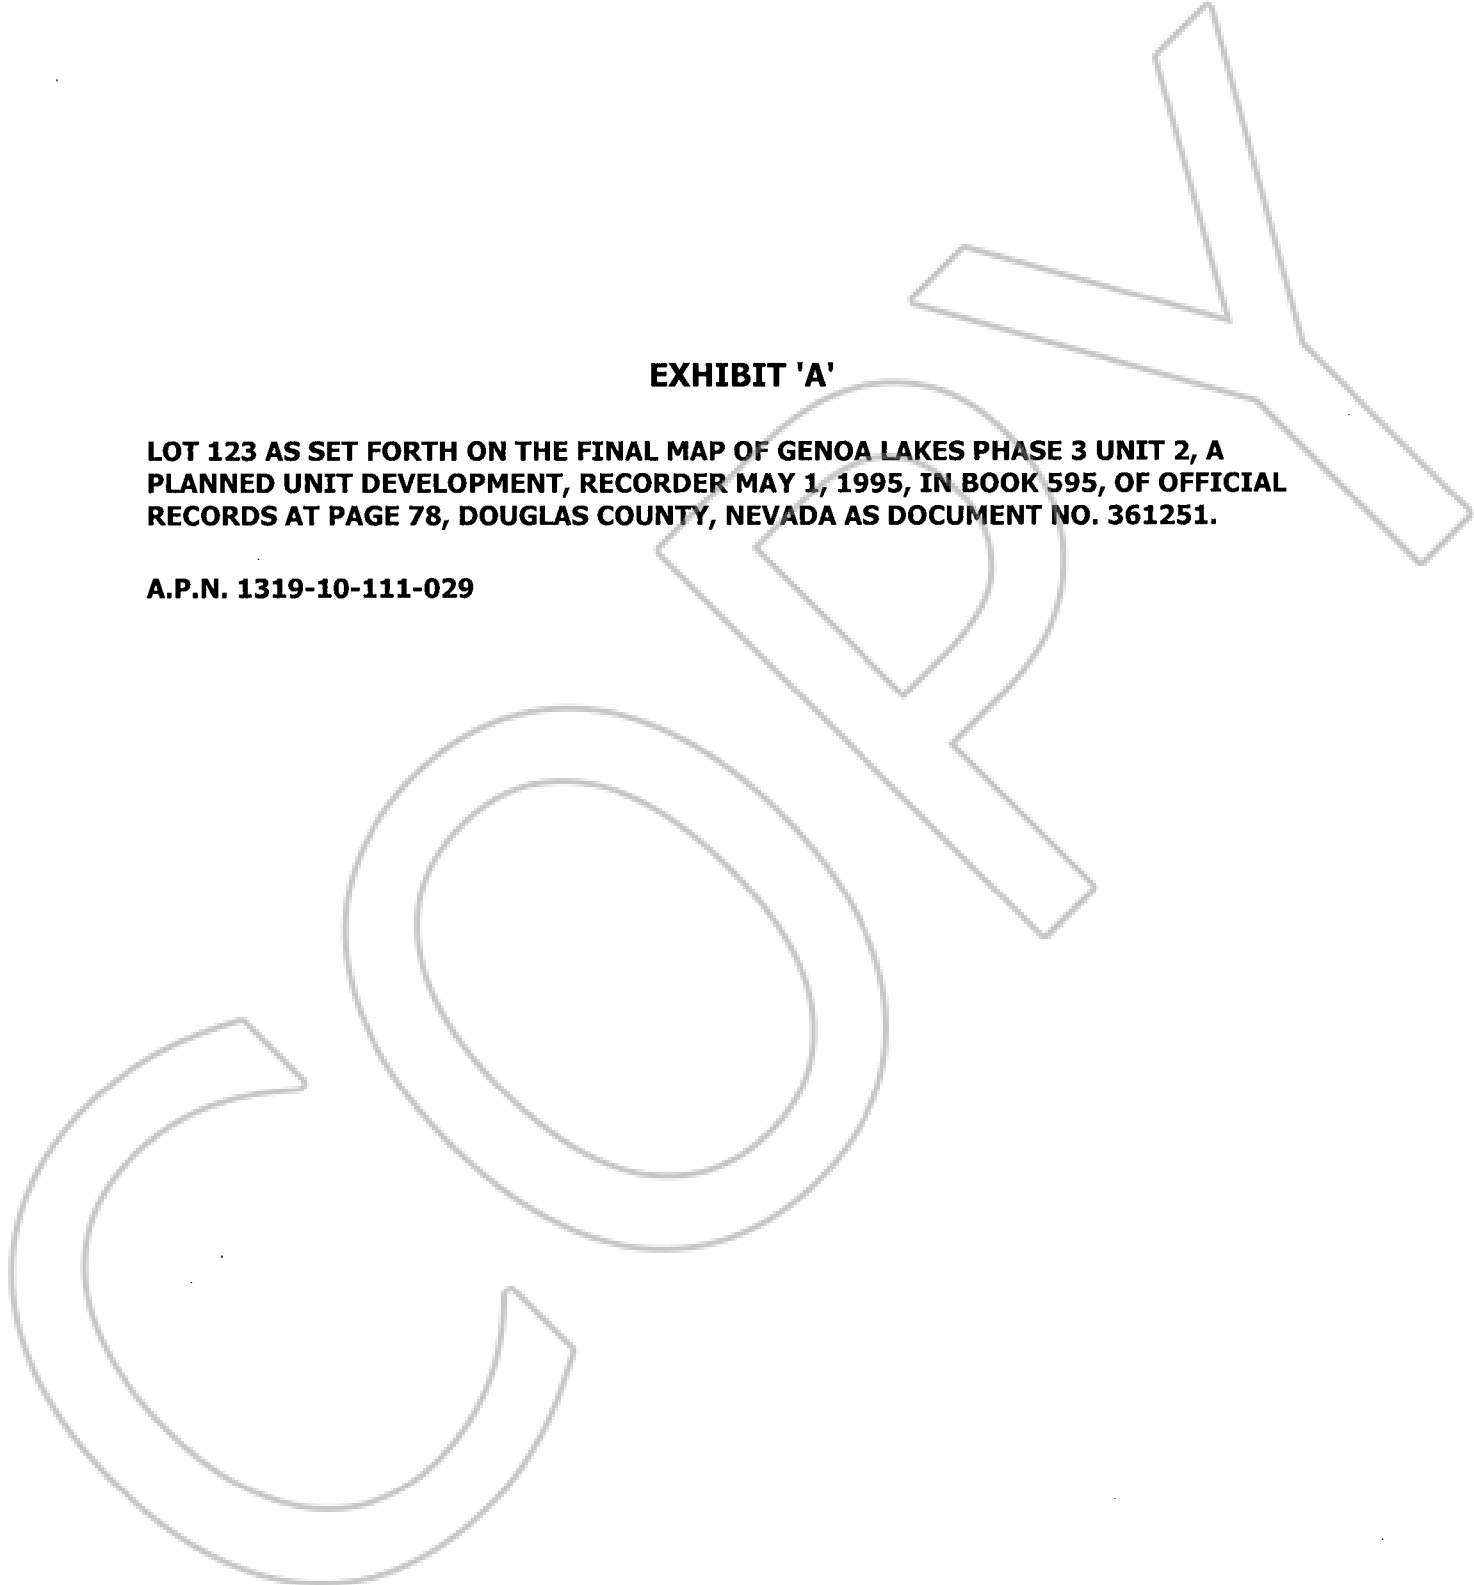 EXHIBIT 'A'
LOT 123 AS SET FORTH ON THE FINAL MAP OF GENOA LAKES PHASE 3 UNIT 2, A
PLANNED UNIT DEVELOPMENT, RECORDER MAY 1, 1995, IN BOOK 595, OF OFFICIAL
RECORDS AT PAGE 78, DOUGLAS COUNTY, NEVADA AS DOCUMENT NO. 361251.
A.P.N. 1319-10-111-029
COPY